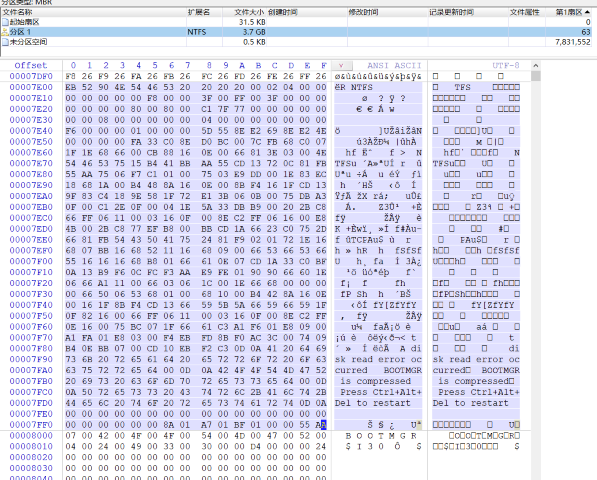 分区类型: MBR
文件名称 扩展名 文件大小 创建时间 修改时间 记录更新时间 文件属性 第1扇区
起始扇区 31.5 KB 0
分区 1 NTFS 3.7 GB 63
未分区空间 0.5 KB 7,831,552
Offset 0 1 2 3 4 5 6 7 8 9 A B C D E F ANSI ASCII UTF-8
00007DF0 F8 26 F9 26 FA 26 FB 26 FC 26 FD 26 FE 26 FF 26 ø&ù&ú&û&ü&ý&þ&ÿ&
00007E00 EB 52 90 4E 54 46 53 20 20 20 20 00 02 04 00 00 ëR NTFS
00007E10 00 00 00 00 00 F8 00 00 3F 00 FF 00 3F 00 00 00 ø ? ÿ ?
00007E20 00 00 00 00 80 00 80 00 C1 7F 77 00 00 00 00 00 € € Á w
00007E30 00 00 08 00 00 00 00 00 04 00 00 00 00 00 00 00
00007E40 F6 00 00 00 01 00 00 00 5D 55 8E E2 69 8E E2 4E ö ]UŽâiŽâN
00007E50 00 00 00 00 FA 33 C0 8E D0 BC 00 7C FB 68 C0 07 ú3ÀŽÐ¼ |ûhÀ
00007E60 1F 1E 68 66 00 CB 88 16 0E 00 66 81 3E 03 00 4E hf Ëˆ f > N
00007E70 54 46 53 75 15 B4 41 BB AA 55 CD 13 72 0C 81 FB TFSu ´A»ªUÍ r û
00007E80 55 AA 75 06 F7 C1 01 00 75 03 E9 DD 00 1E 83 EC Uªu ÷Á u éÝ ƒì
00007E90 18 68 1A 00 B4 48 8A 16 0E 00 8B F4 16 1F CD 13 h ´HŠ ‹ô Í
00007EA0 9F 83 C4 18 9E 58 1F 72 E1 3B 06 0B 00 75 DB A3 ŸƒÄ žX rá; uÛ£
00007EB0 0F 00 C1 2E 0F 00 04 1E 5A 33 DB B9 00 20 2B C8 Á. Z3Û¹ +È
00007EC0 66 FF 06 11 00 03 16 0F 00 8E C2 FF 06 16 00 E8 fÿ ŽÂÿ è
00007ED0 4B 00 2B C8 77 EF B8 00 BB CD 1A 66 23 C0 75 2D K +Èwï¸ »Í f#Àu-
00007EE0 66 81 FB 54 43 50 41 75 24 81 F9 02 01 72 1E 16 f ûTCPAu$ ù r
00007EF0 68 07 BB 16 68 52 11 16 68 09 00 66 53 66 53 66 h » hR h fSfSf
00007F00 55 16 16 16 68 B8 01 66 61 0E 07 CD 1A 33 C0 BF U h¸ fa Í 3À¿
00007F10 0A 13 B9 F6 0C FC F3 AA E9 FE 01 90 90 66 60 1E ¹ö üóªéþ f`
00007F20 06 66 A1 11 00 66 03 06 1C 00 1E 66 68 00 00 00 f¡ f fh
00007F30 00 66 50 06 53 68 01 00 68 10 00 B4 42 8A 16 0E fP Sh h ´BŠ
00007F40 00 16 1F 8B F4 CD 13 66 59 5B 5A 66 59 66 59 1F ‹ôÍ fY[ZfYfY
00007F50 0F 82 16 00 66 FF 06 11 00 03 16 0F 00 8E C2 FF ‚ fÿ ŽÂÿ
00007F60 0E 16 00 75 BC 07 1F 66 61 C3 A1 F6 01 E8 09 00 u¼ faÃ¡ö è
00007F70 A1 FA 01 E8 03 00 F4 EB FD 8B F0 AC 3C 00 74 09 ¡ú è ôëý‹ð¬< t
00007F80 B4 0E BB 07 00 CD 10 EB F2 C3 0D 0A 41 20 64 69 ´ » Í ëòÃ A di
00007F90 73 6B 20 72 65 61 64 20 65 72 72 6F 72 20 6F 63 sk read error oc
00007FA0 63 75 72 72 65 64 00 0D 0A 42 4F 4F 54 4D 47 52 curred BOOTMGR
00007FB0 20 69 73 20 63 6F 6D 70 72 65 73 73 65 64 00 0D is compressed
00007FC0 0A 50 72 65 73 73 20 43 74 72 6C 2B 41 6C 74 2B Press Ctrl+Alt+
00007FD0 44 65 6C 20 74 6F 20 72 65 73 74 61 72 74 0D 0A Del to restart
00007FE0 00 00 00 00 00 00 00 00 00 00 00 00 00 00 00 00
00007FF0 00 00 00 00 00 00 8A 01 A7 01 BF 01 00 00 55 AA Š § ¿ Uª
00008000 07 00 42 00 4F 00 4F 00 54 00 4D 00 47 00 52 00 B O O T M G R
00008010 04 00 24 00 49 00 33 00 30 00 00 D4 00 00 00 24 $ I 3 0 Ô $
00008020 00 00 00 00 00 00 00 00 00 00 00 00 00 00 00 00
00008030 00 00 00 00 00 00 00 00 00 00 00 00 00 00 00 00
00008040 00 00 00 00 00 00 00 00 00 00 00 00 00 00 00 00